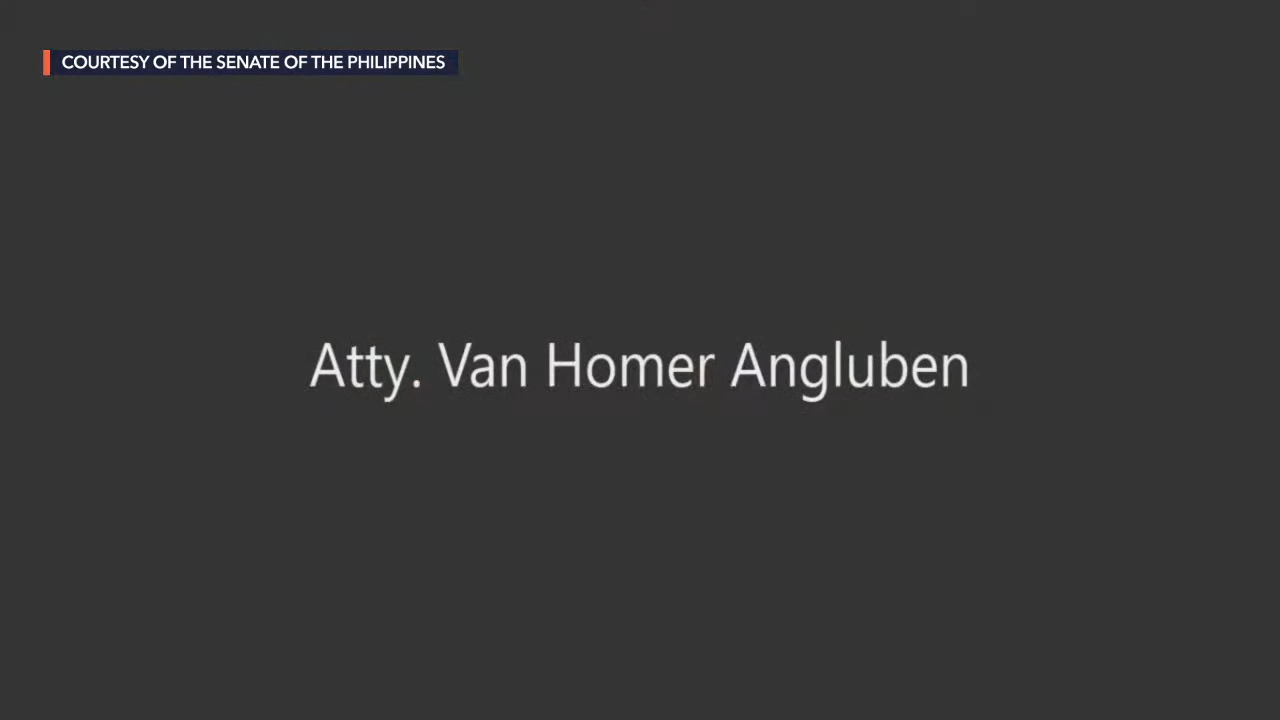 COURTESY OF THE SENATE OF THE PHILIPPINES
Atty. Van Homer Angluben